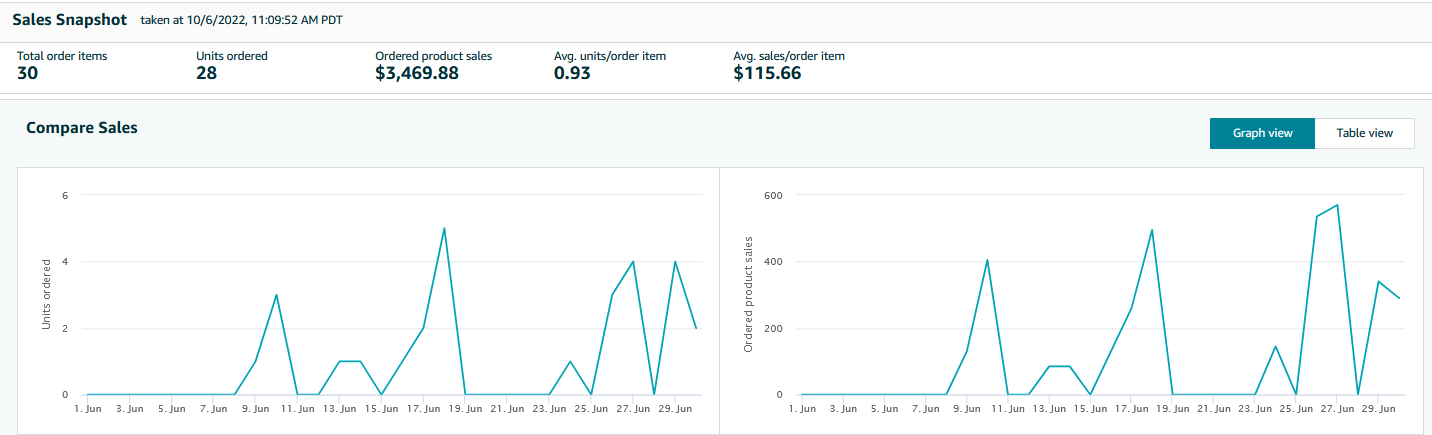 Sales Snapshot taken at 10/6/2022, 11:09:52 AM PDT
Total order items Units ordered Ordered product sales Avg. units/order item Avg. sales/order item
30 28 $3,469.88 0.93 $115.66
Compare Sales
Graph view Table view
Units ordered
6
4
2
0
1. Jun 3. Jun 5. Jun 7. Jun 9. Jun 11. Jun 13. Jun 15. Jun 17. Jun 19. Jun 21. Jun 23. Jun 25. Jun 27. Jun 29. Jun
Ordered product sales
600
400
200
0
1. Jun 3. Jun 5. Jun 7. Jun 9. Jun 11. Jun 13. Jun 15. Jun 17. Jun 19. Jun 21. Jun 23. Jun 25. Jun 27. Jun 29. Jun